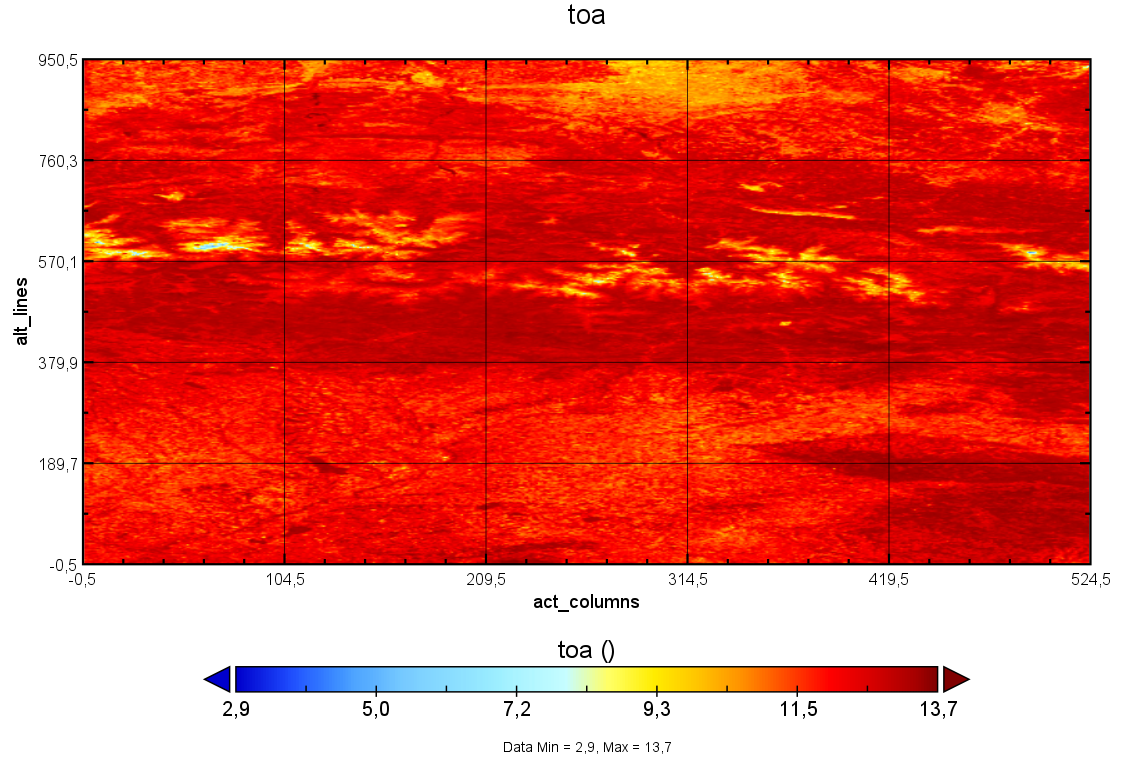 toa
950,5
760,3
570,1
379,9
189,7
-0,5
alt_lines
-0,5 104,5 209,5 314,5 419,5 524,5
act_columns
toa ()
2,9 5,0 7,2 9,3 11,5 13,7
Data Min = 2,9, Max = 13,7